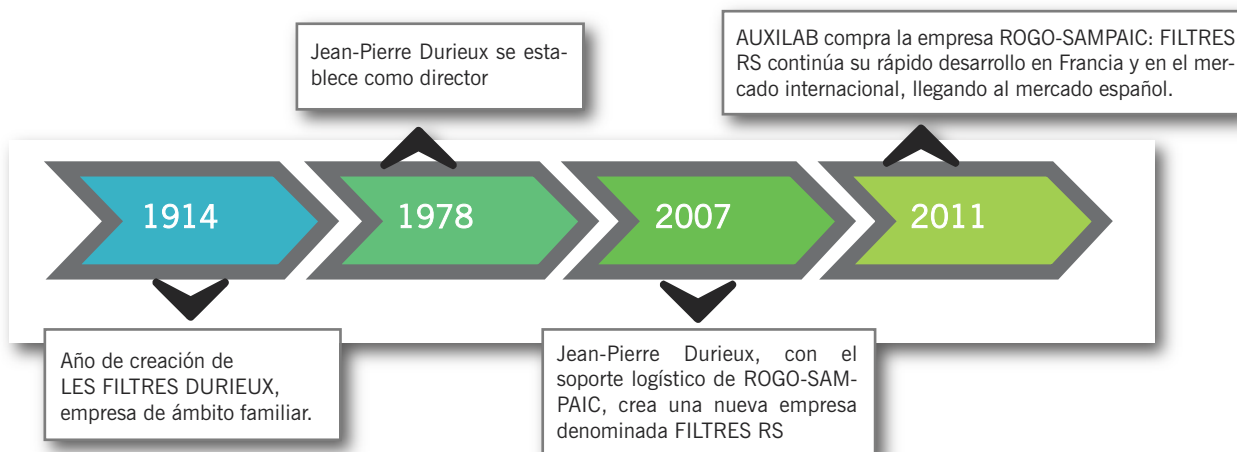 Jean-Pierre Durieux se esta-
blece como director
AUXILAB compra la empresa ROGO-SAMPAIC: FILTRES
RS continúa su rápido desarrollo en Francia y en el mer-
cado internacional, llegando al mercado español.
1914
1978
2007
2011
Año de creación de
LES FILTRES DURIEUX,
empresa de ámbito familiar.
Jean-Pierre Durieux, con el
soporte logístico de ROGO-SAM-
PAIC, crea una nueva empresa
denominada FILTRES RS